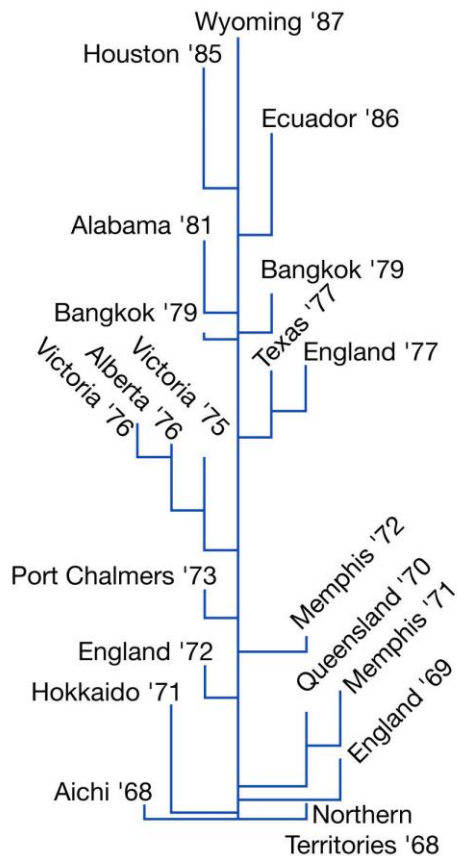 Wyoming '87
Houston '85
Ecuador '86
Alabama '81
Bangkok '79
Bangkok '79
Texas '77
England '77
Victoria '75
Alberta '76
Victoria '76
Port Chalmers '73
Memphis '72
Queensland '70
Memphis '71
England '72
Hokkaido '71
England '69
Aichi '68
Northern
Territories '68